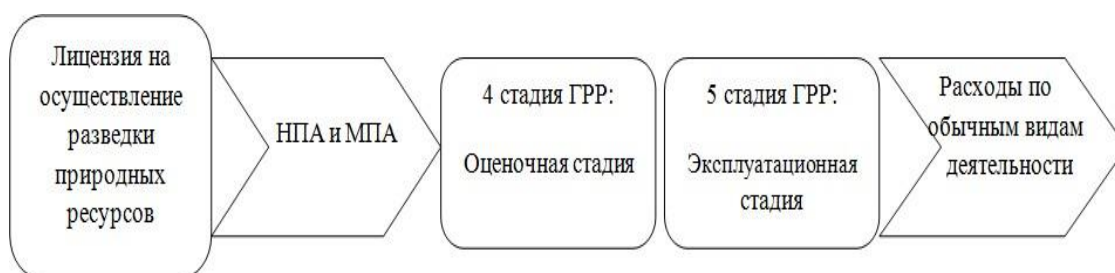 Лицензия на
осуществление
разведки
природных
ресурсов
НПА и МПА
4 стадия ГРР:
Оценочная стадия
5 стадия ГРР:
Эксплуатационная
стадия
Расходы по
обычным видам
деятельности